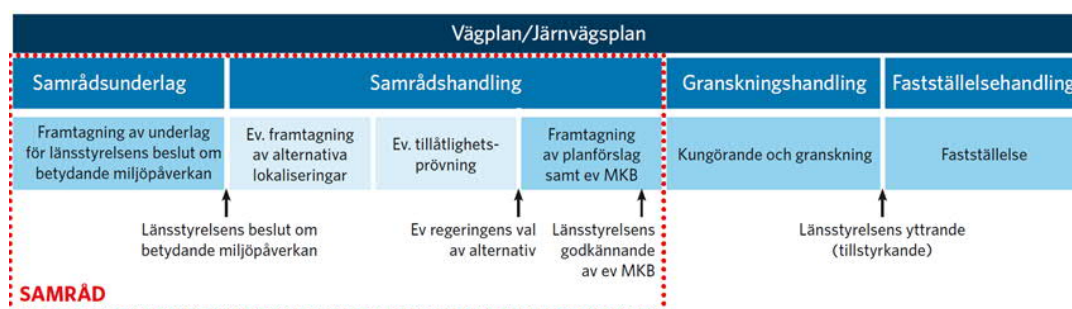 Vägplan/Järnvägsplan
Samrådsunderlag
Samrådshandling
Granskningshandling
Fastställelsehandling
Framtagning av underlag
för länsstyrelsens beslut om
betydande miljöpåverkan
Ev. framtagning
av alternativa
lokaliseringar
Ev. tillåtlighets-
prövning
Framtagning
av planförslag
samt ev MKB
Kungörande och granskning
Fastställelse
Länsstyrelsens beslut om
betydande miljöpåverkan
Ev regeringens val
av alternativ
Länsstyrelsens
godkännande
av ev MKB
Länsstyrelsens yttrande
(tillstyrkande)
SAMRÅD